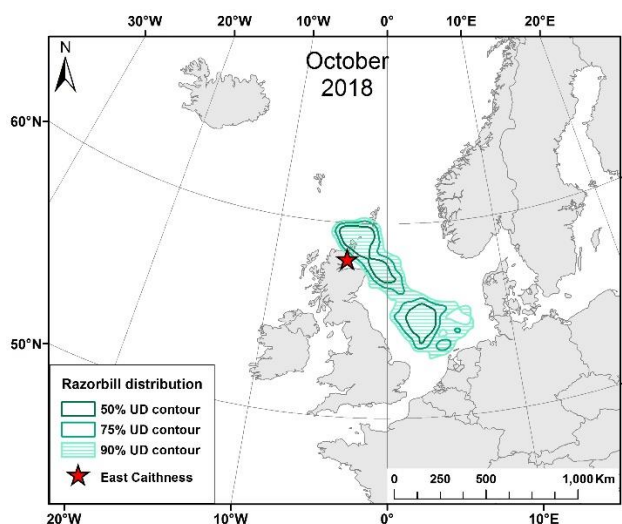 30°W 20°W 10°W 0° 10°E 20°E
N
October
2018
60°N
50°N
Razorbill distribution
50% UD contour
75% UD contour
90% UD contour
East Caithness
0 250 500 1,000 Km
20°W 10°W 0° 10°E